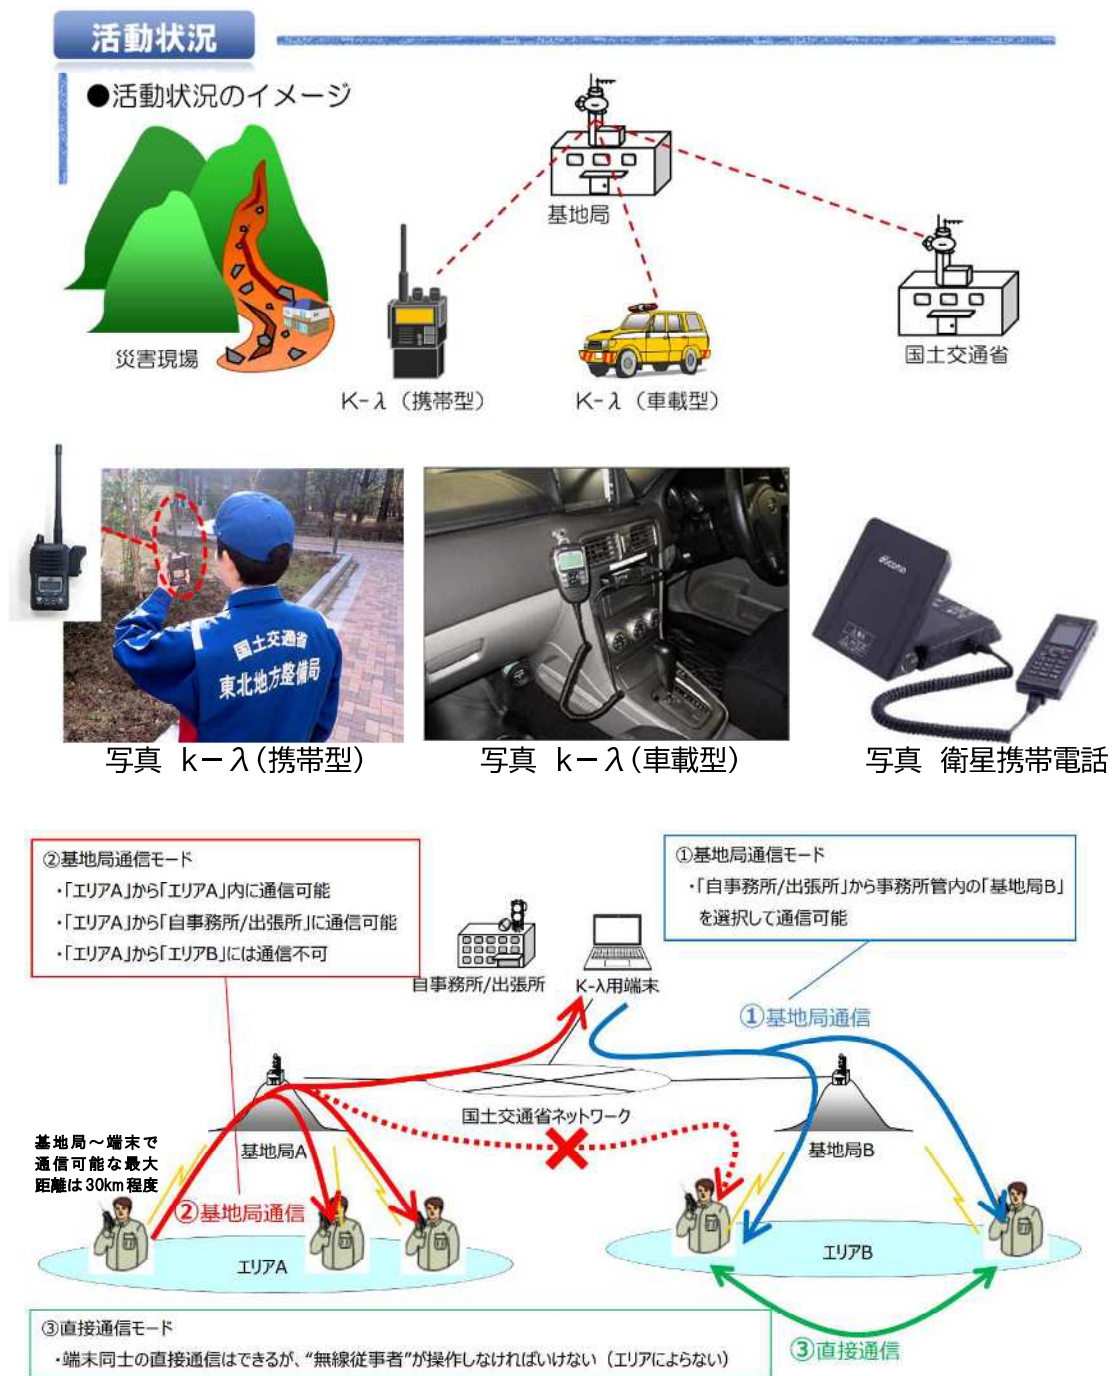 活動状況
●活動状況のイメージ
基地局
国土交通省
災害現場
K-λ（携帯型）
K-λ（車載型）
国土交通省
東北地方整備局
docomo
写真　k－λ（携帯型）
写真　k－λ（車載型）
写真　衛星携帯電話
②基地局通信モード
・「エリアA」から「エリアA」内に通信可能
・「エリアA」から「自事務所/出張所」に通信可能
・「エリアA」から「エリアB」には通信不可
①基地局通信モード
・「自事務所/出張所」から事務所管内の「基地局B」
を選択して通信可能
自事務所/出張所
K-λ用端末
①基地局通信
国土交通省ネットワーク
基地局A
基地局B
基地局～端末で
通信可能な最大
距離は30km程度
②基地局通信
エリアA
エリアB
③直接通信モード
・端末同士の直接通信はできるが、“無線従事者”が操作しなければいけない（エリアによらない）
③直接通信